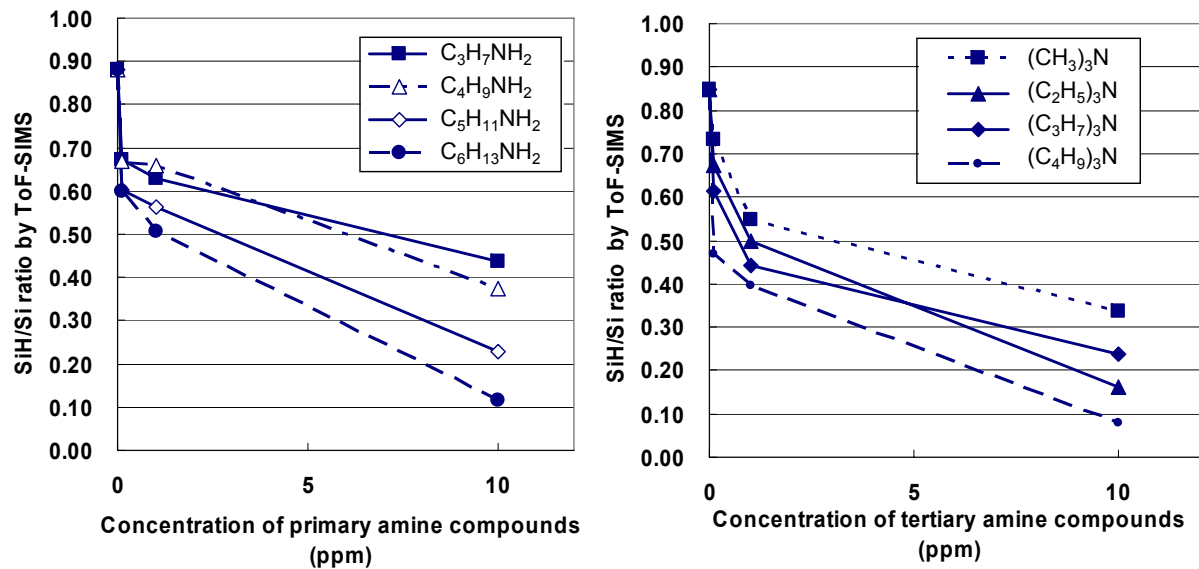 SiH/Si ratio by ToF-SIMS
1.00
0.90
0.80
0.70
0.60
0.50
0.40
0.30
0.20
0.10
0.00
C₃H₇NH₂
C₄H₉NH₂
C₅H₁₁NH₂
C₆H₁₃NH₂
0 5 10
Concentration of primary amine compounds
(ppm)
SiH/Si ratio by ToF-SIMS
1.00
0.90
0.80
0.70
0.60
0.50
0.40
0.30
0.20
0.10
0.00
(CH₃)₃N
(C₂H₅)₃N
(C₃H₇)₃N
(C₄H₉)₃N
0 5 10
Concentration of tertiary amine compounds
(ppm)